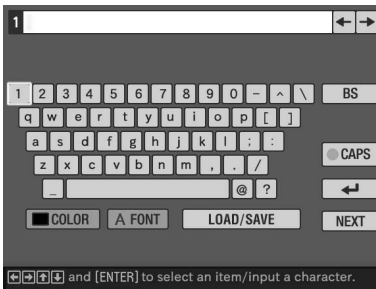 1 ← →
1 2 3 4 5 6 7 8 9 0 - ^ \ BS
q w e r t y u i o p [ ]
a s d f g h j k l ; :
CAPS
z x c v b n m , . /
_ @ ? ↵
COLOR A FONT LOAD/SAVE NEXT
←→↑↓ and [ENTER] to select an item/input a character.